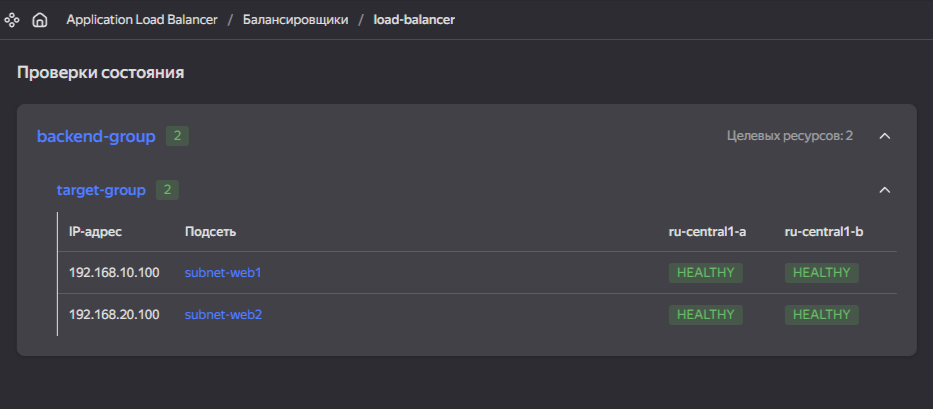 Application Load Balancer / Балансировщики / load-balancer
Проверки состояния
backend-group 2 Целевых ресурсов: 2
target-group 2
IP-адрес Подсеть ru-central1-a ru-central1-b
192.168.10.100 subnet-web1 HEALTHY HEALTHY
192.168.20.100 subnet-web2 HEALTHY HEALTHY